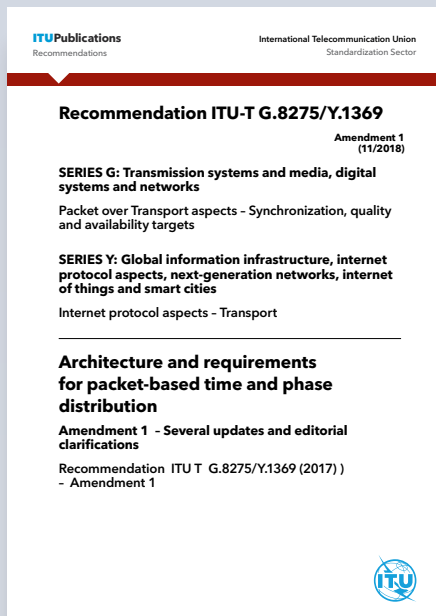 ITUPublications
International Telecommunication Union
Recommendations
Standardization Sector
Recommendation ITU-T G.8275/Y.1369
Amendment 1
(11/2018)
SERIES G: Transmission systems and media, digital
systems and networks
Packet over Transport aspects – Synchronization, quality
and availability targets
SERIES Y: Global information infrastructure, internet
protocol aspects, next-generation networks, internet
of things and smart cities
Internet protocol aspects – Transport
Architecture and requirements
for packet-based time and phase
distribution
Amendment 1 – Several updates and editorial
clarifications
Recommendation ITU T G.8275/Y.1369 (2017) )
– Amendment 1
ITU